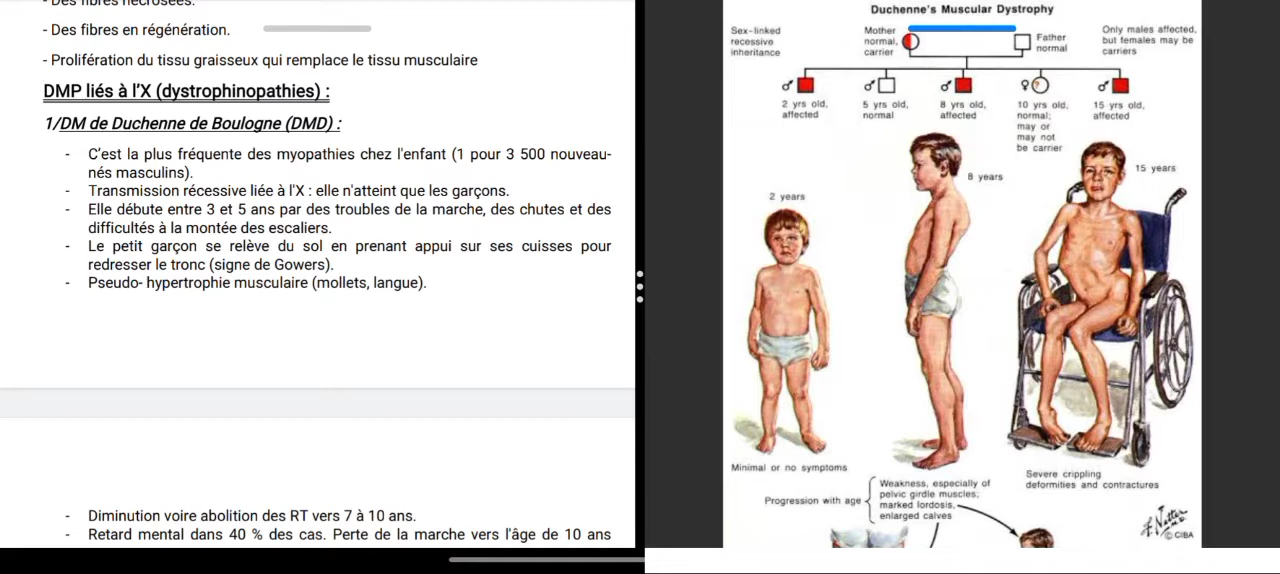 - Des fibres nécrosées.
- Des fibres en régénération.
- Prolifération du tissu graisseux qui remplace le tissu musculaire
DMP liés à l'X (dystrophinopathies) :
1/DM de Duchenne de Boulogne (DMD) :
- C'est la plus fréquente des myopathies chez l'enfant (1 pour 3 500 nouveau-
nés masculins).
- Transmission récessive liée à l'X : elle n'atteint que les garçons.
- Elle débute entre 3 et 5 ans par des troubles de la marche, des chutes et des
difficultés à la montée des escaliers.
- Le petit garçon se relève du sol en prenant appui sur ses cuisses pour
redresser le tronc (signe de Gowers).
- Pseudo- hypertrophie musculaire (mollets, langue).
- Diminution voire abolition des RT vers 7 à 10 ans.
- Retard mental dans 40 % des cas. Perte de la marche vers l'âge de 10 ans
Duchenne's Muscular Dystrophy
Sex-linked
recessive
inheritance
Mother
normal,
carrier
Father
normal
Only males affected,
but females may be
carriers
♂
♂
♂
♀ ?
♂
2 yrs old,
affected
5 yrs old,
normal
8 yrs old,
affected
10 yrs old,
normal;
may or
may not
be carrier
15 yrs old,
affected
2 years
8 years
15 years
Minimal or no symptoms
Progression with age
Weakness, especially of
pelvic girdle muscles;
marked lordosis,
enlarged calves
Severe crippling
deformities and contractures
F. Netter
M.D.
© CIBA